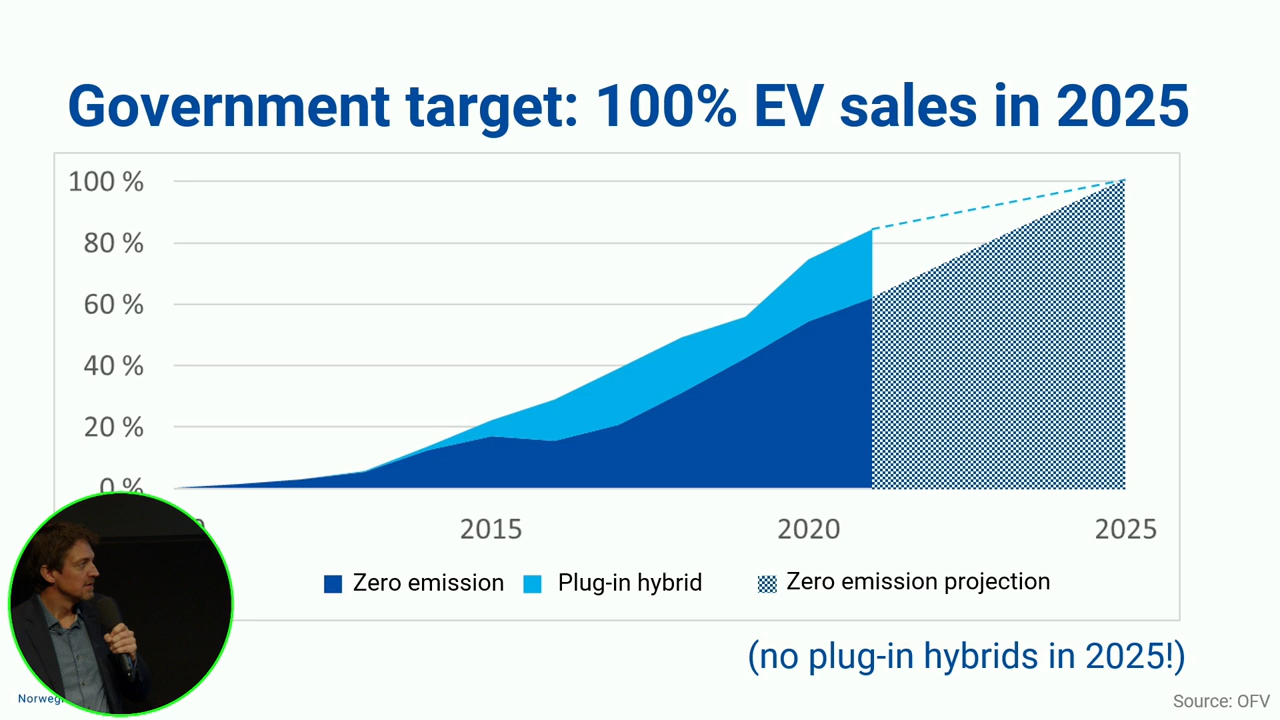 Government target: 100% EV sales in 2025
100 %
80 %
60 %
40 %
20 %
0 %
2015
2020
2025
Zero emission
Plug-in hybrid
Zero emission projection
(no plug-in hybrids in 2025!)
Source: OFV